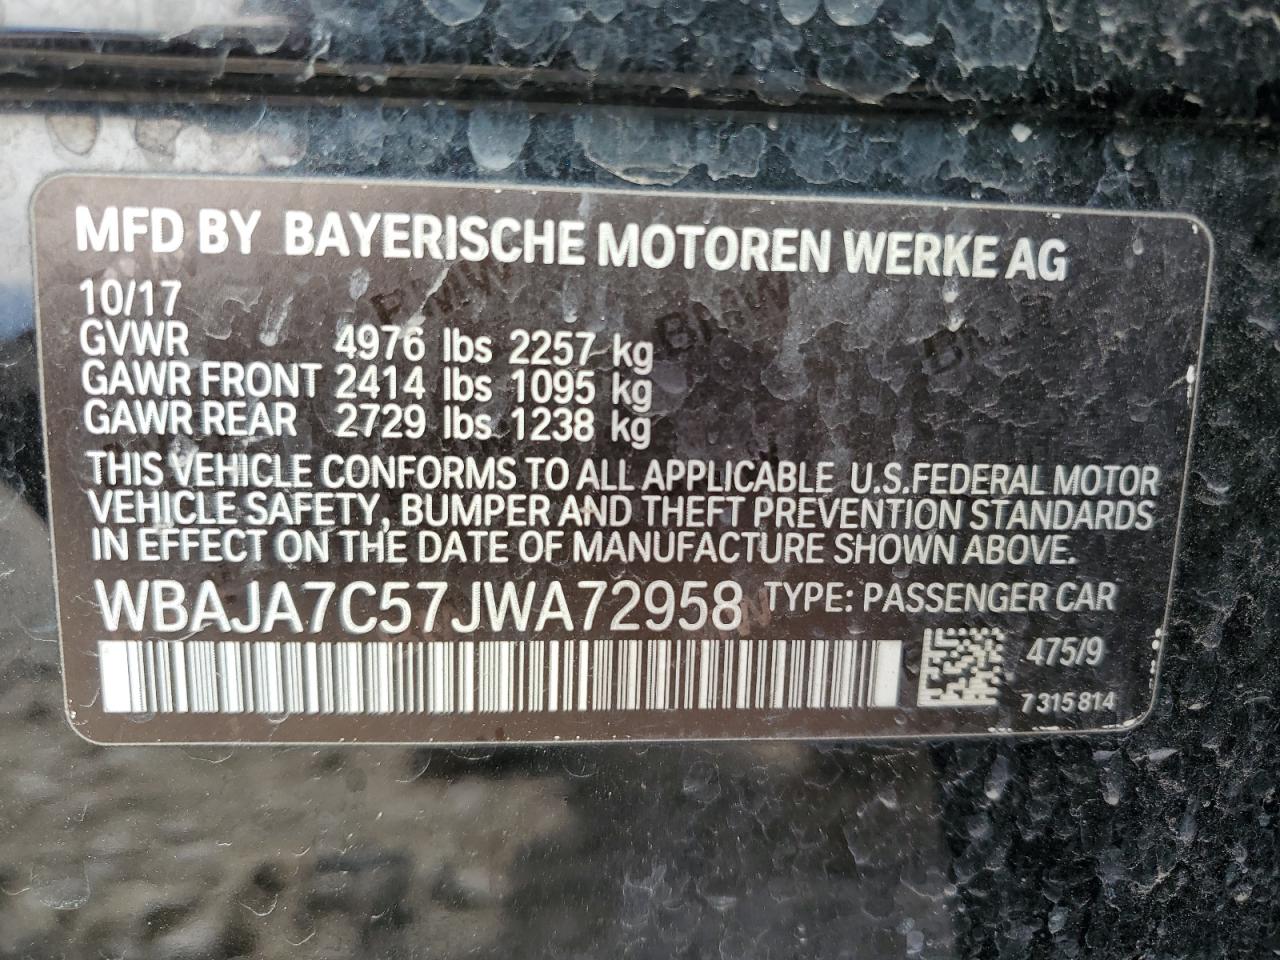 MFD BY BAYERISCHE MOTOREN WERKE AG
10/17
GVWR 4976 lbs 2257 kg
GAWR FRONT 2414 lbs 1095 kg
GAWR REAR 2729 lbs 1238 kg
THIS VEHICLE CONFORMS TO ALL APPLICABLE U.S.FEDERAL MOTOR
VEHICLE SAFETY, BUMPER AND THEFT PREVENTION STANDARDS
IN EFFECT ON THE DATE OF MANUFACTURE SHOWN ABOVE.
WBAJA7C57JWA72958 TYPE: PASSENGER CAR
475/9
7 315 814
BMW
BMW
BMW